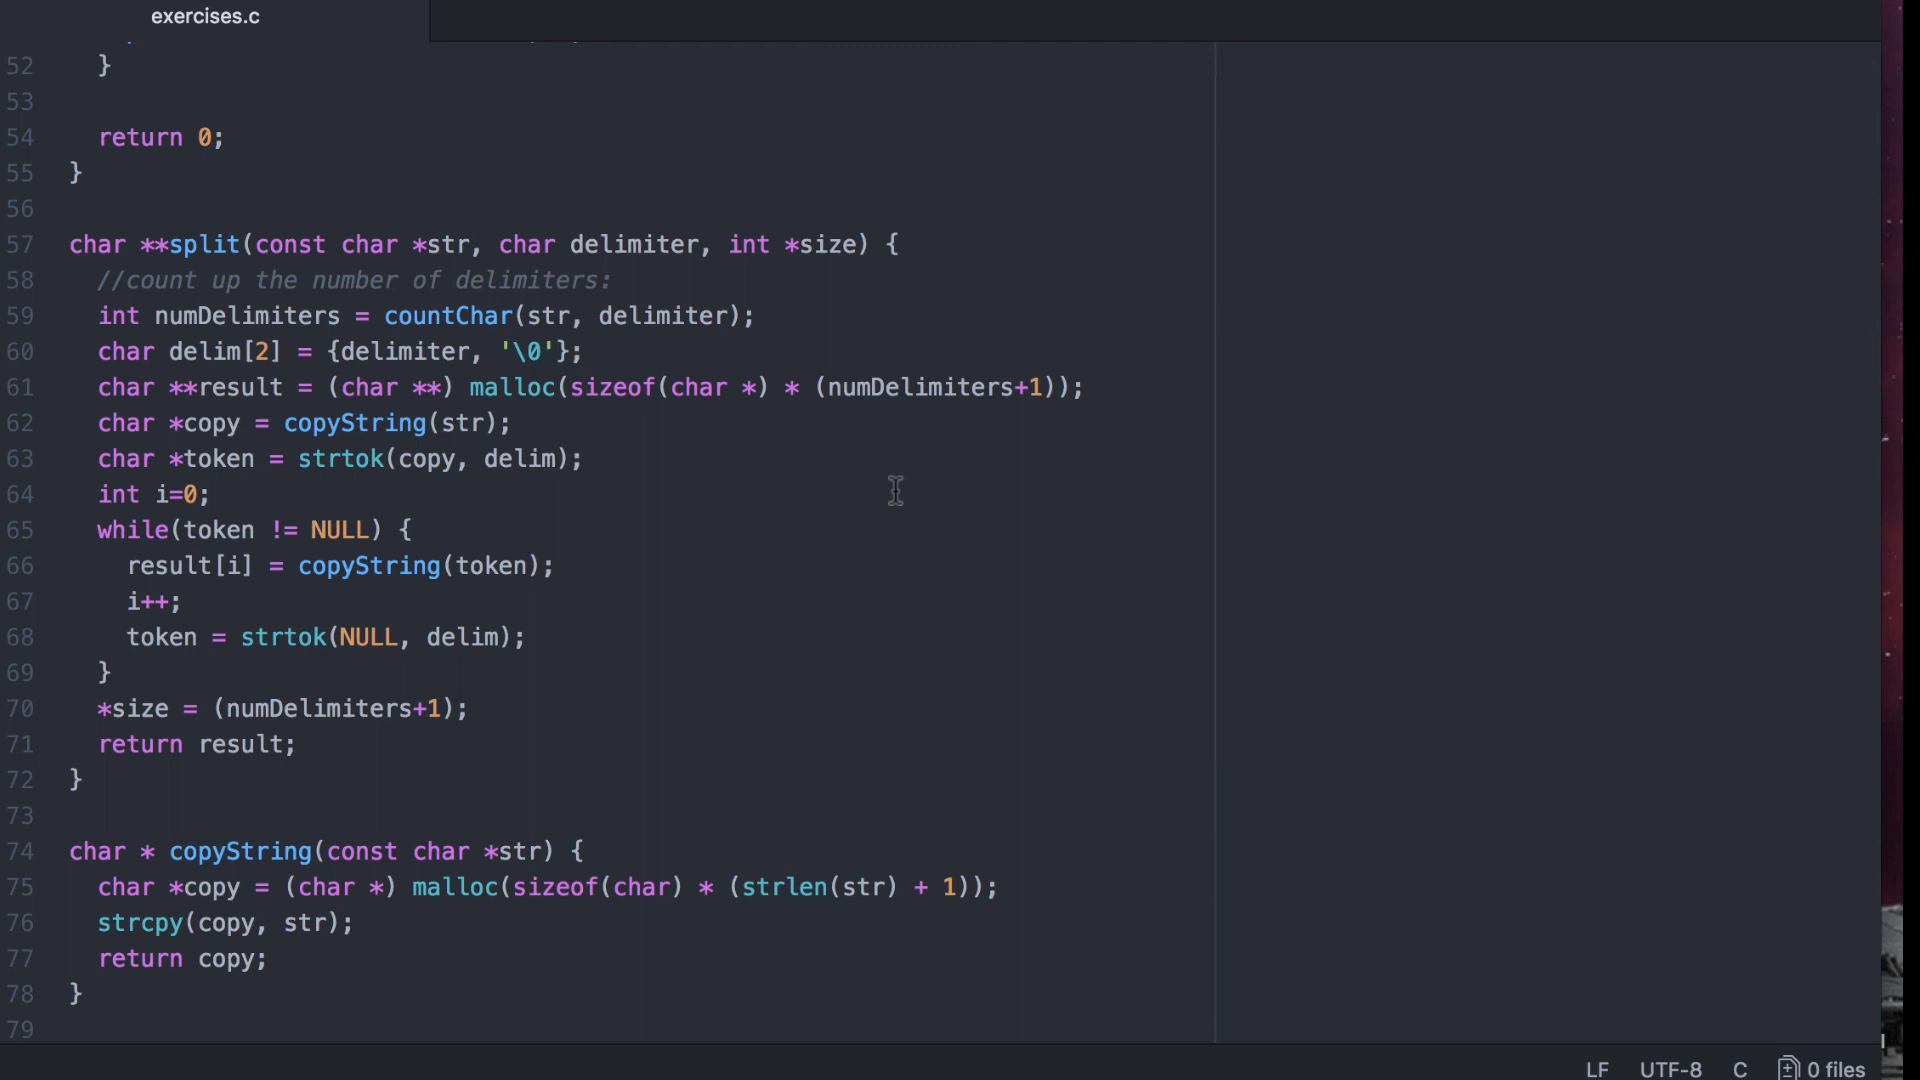 exercises.c
52   }
53
54   return 0;
55 }
56
57 char **split(const char *str, char delimiter, int *size) {
58   //count up the number of delimiters:
59   int numDelimiters = countChar(str, delimiter);
60   char delim[2] = {delimiter, '\0'};
61   char **result = (char **) malloc(sizeof(char *) * (numDelimiters+1));
62   char *copy = copyString(str);
63   char *token = strtok(copy, delim);
64   int i=0;
65   while(token != NULL) {
66     result[i] = copyString(token);
67     i++;
68     token = strtok(NULL, delim);
69   }
70   *size = (numDelimiters+1);
71   return result;
72 }
73
74 char * copyString(const char *str) {
75   char *copy = (char *) malloc(sizeof(char) * (strlen(str) + 1));
76   strcpy(copy, str);
77   return copy;
78 }
79
LF UTF-8 C 0 files